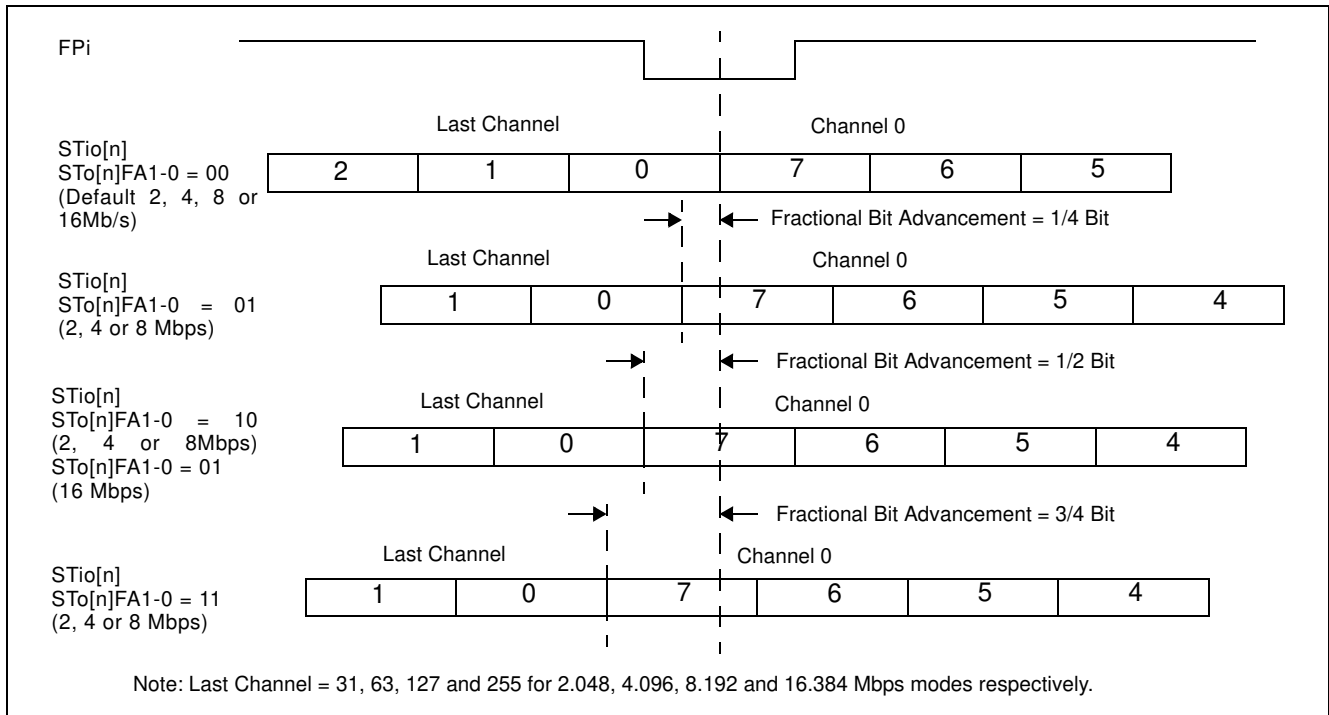 FPi
Last Channel Channel 0
STio[n]
STo[n]FA1-0 = 00
(Default 2, 4, 8 or
16Mb/s)
2 1 0 7 6 5
Fractional Bit Advancement = 1/4 Bit
Last Channel Channel 0
STio[n]
STo[n]FA1-0 = 01
(2, 4 or 8 Mbps)
1 0 7 6 5 4
Fractional Bit Advancement = 1/2 Bit
Last Channel Channel 0
STio[n]
STo[n]FA1-0 = 10
(2, 4 or 8Mbps)
STo[n]FA1-0 = 01
(16 Mbps)
1 0 7 6 5 4
Fractional Bit Advancement = 3/4 Bit
Last Channel Channel 0
STio[n]
STo[n]FA1-0 = 11
(2, 4 or 8 Mbps)
1 0 7 6 5 4
Note: Last Channel = 31, 63, 127 and 255 for 2.048, 4.096, 8.192 and 16.384 Mbps modes respectively.